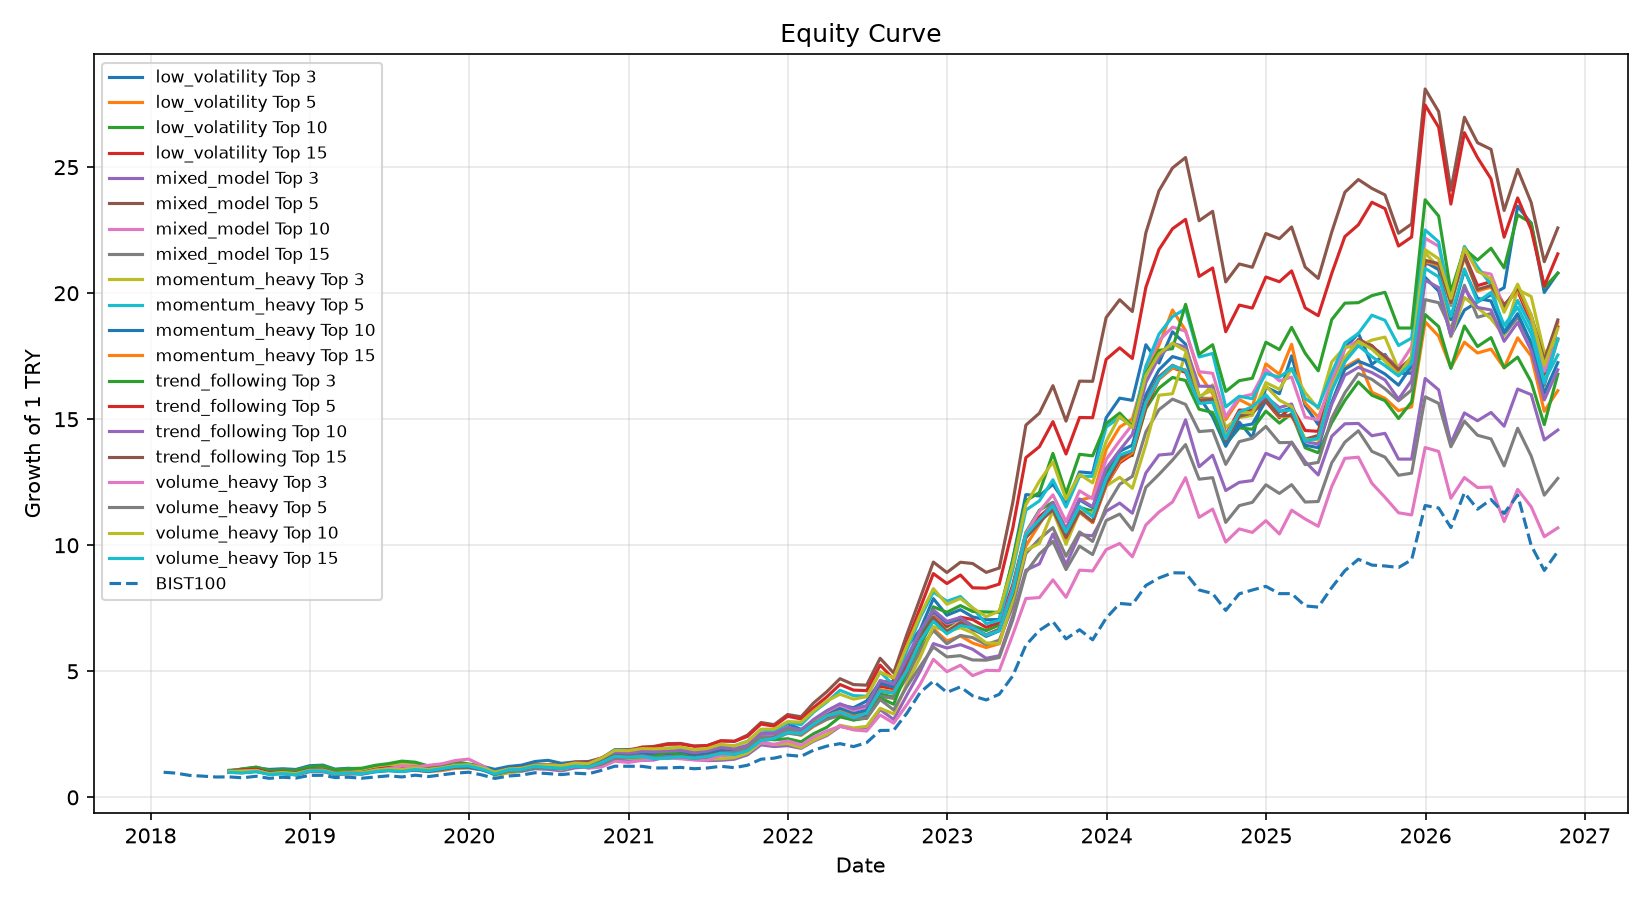 Equity Curve
low_volatility Top 3
low_volatility Top 5
low_volatility Top 10
low_volatility Top 15
mixed_model Top 3
mixed_model Top 5
mixed_model Top 10
mixed_model Top 15
momentum_heavy Top 3
momentum_heavy Top 5
momentum_heavy Top 10
momentum_heavy Top 15
trend_following Top 3
trend_following Top 5
trend_following Top 10
trend_following Top 15
volume_heavy Top 3
volume_heavy Top 5
volume_heavy Top 10
volume_heavy Top 15
BIST100
Growth of 1 TRY
25
20
15
10
5
0
2018 2019 2020 2021 2022 2023 2024 2025 2026 2027
Date